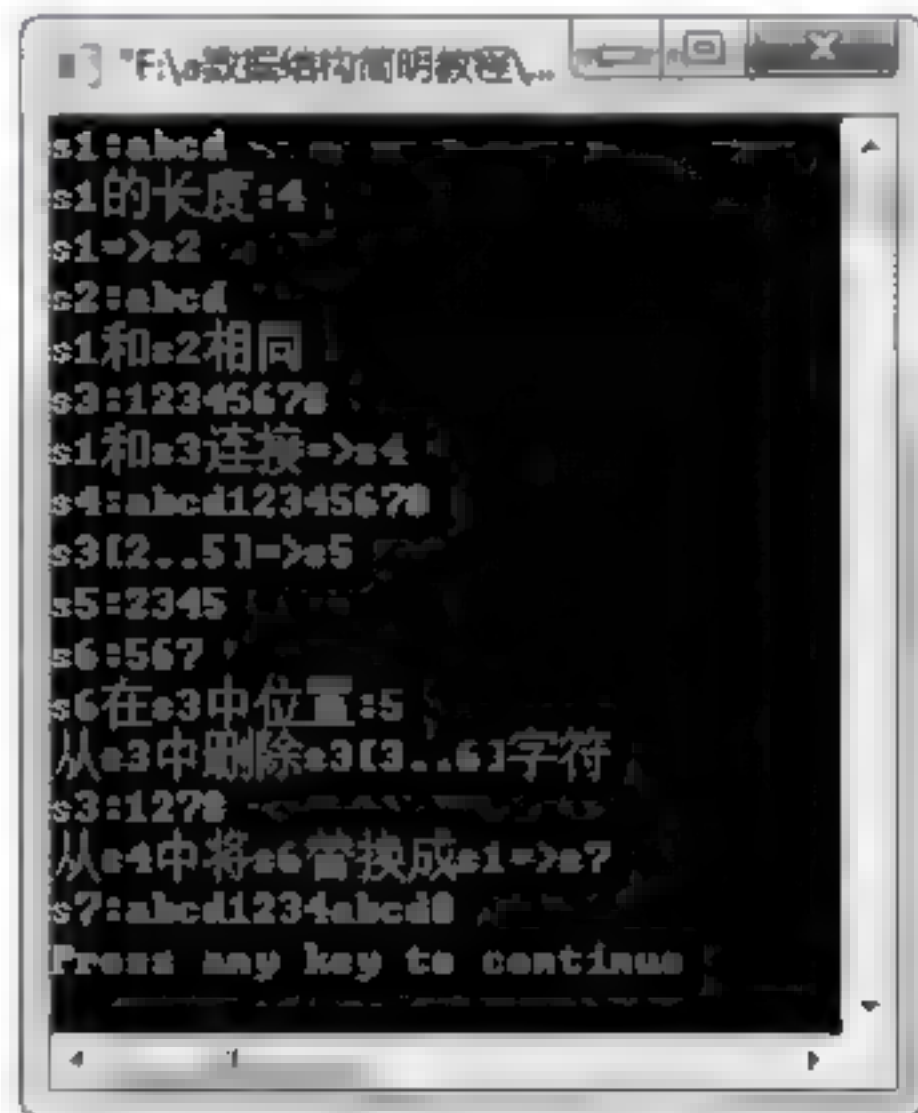 "F:\a数据结构简明教程\...
s1:abcd
s1的长度:4
s1=>s2
s2:abcd
s1和s2相同
s3:12345678
s1和s3连接=>s4
s4:abcd12345678
s3[2..5]=>s5
s5:2345
s6:567
s6在s3中位置:5
从s3中删除s3[3..6]字符
s3:1278
从s4中将s6替换成s1=>s7
s7:abcd1234abcd8
Press any key to continue